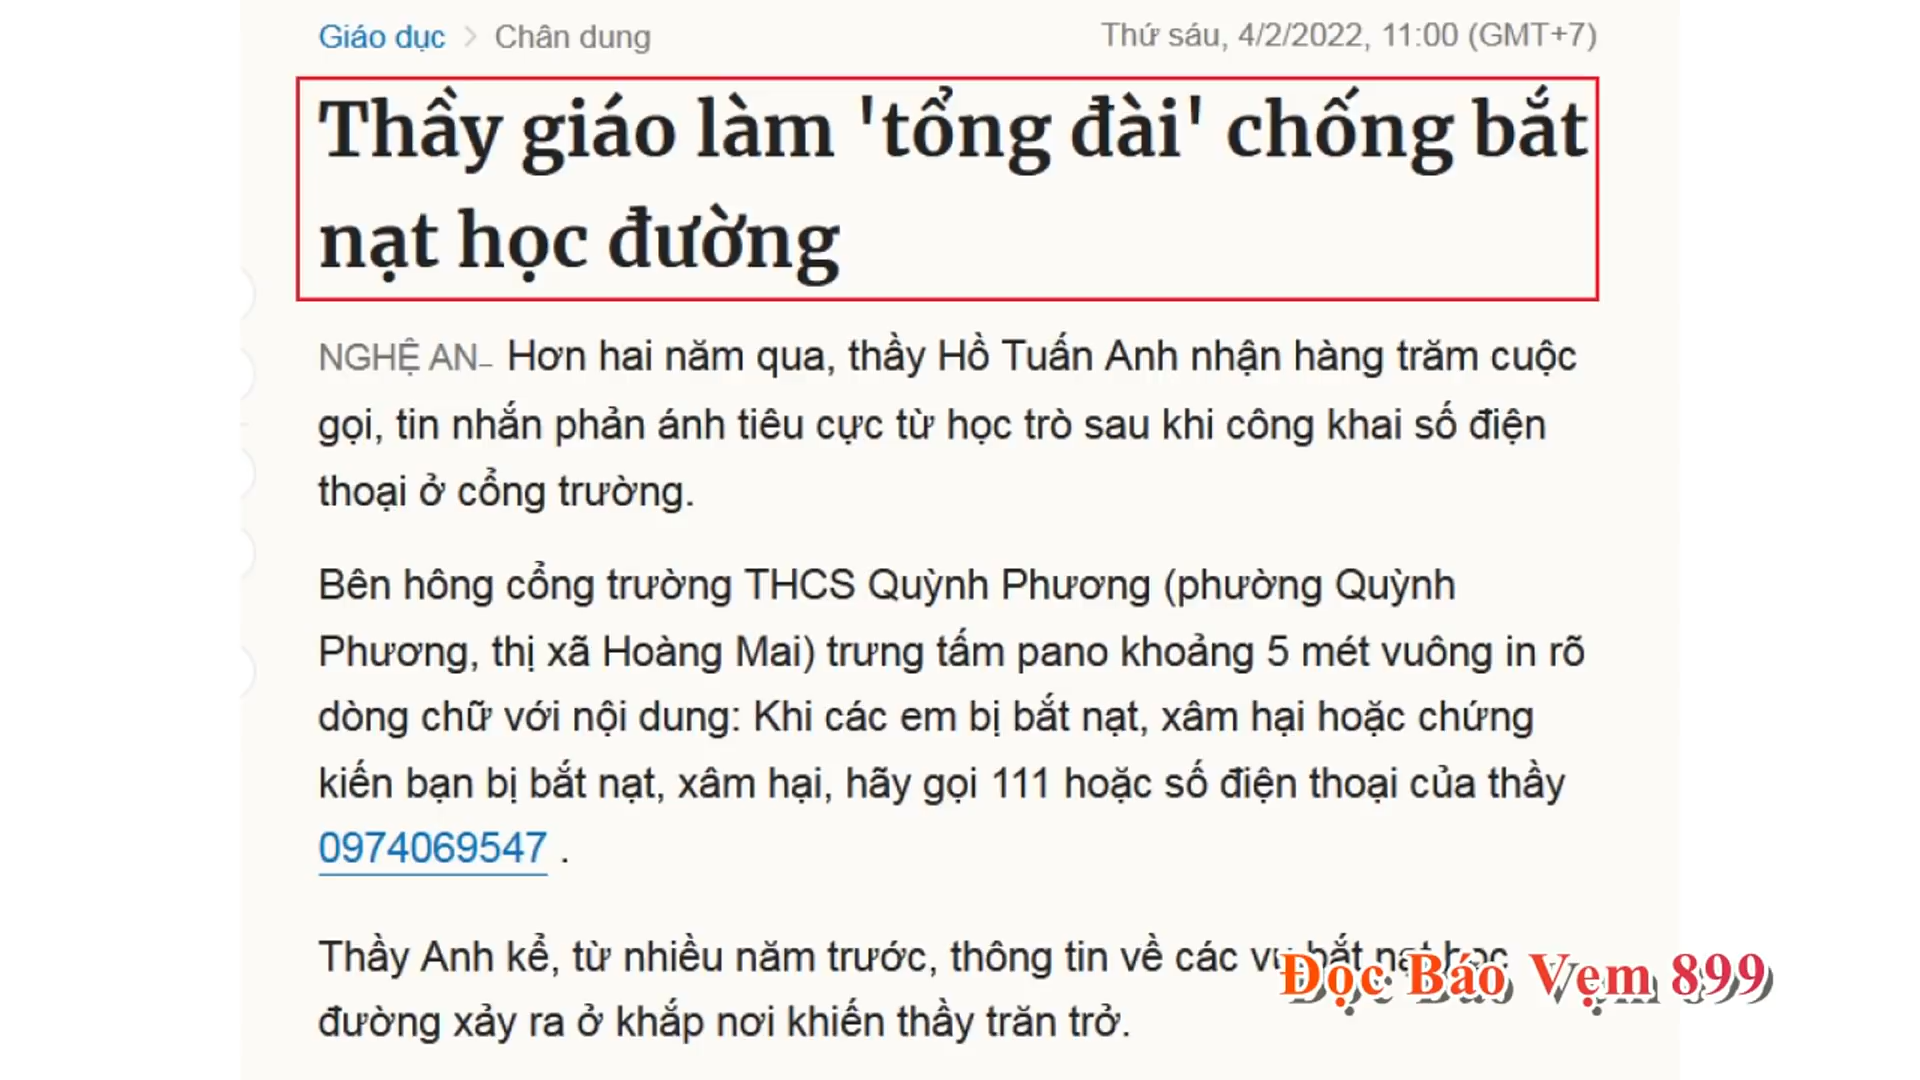 Giáo dục > Chân dung
Thứ sáu, 4/2/2022, 11:00 (GMT+7)
Thầy giáo làm 'tổng đài' chống bắt
nạt học đường
NGHỆ AN– Hơn hai năm qua, thầy Hồ Tuấn Anh nhận hàng trăm cuộc
gọi, tin nhắn phản ánh tiêu cực từ học trò sau khi công khai số điện
thoại ở cổng trường.
Bên hông cổng trường THCS Quỳnh Phương (phường Quỳnh
Phương, thị xã Hoàng Mai) trưng tấm pano khoảng 5 mét vuông in rõ
dòng chữ với nội dung: Khi các em bị bắt nạt, xâm hại hoặc chứng
kiến bạn bị bắt nạt, xâm hại, hãy gọi 111 hoặc số điện thoại của thầy
0974069547 .
Thầy Anh kể, từ nhiều năm trước, thông tin về các vụ bắt nạt học
đường xảy ra ở khắp nơi khiến thầy trăn trở.
Đọc Báo Vẹm 899